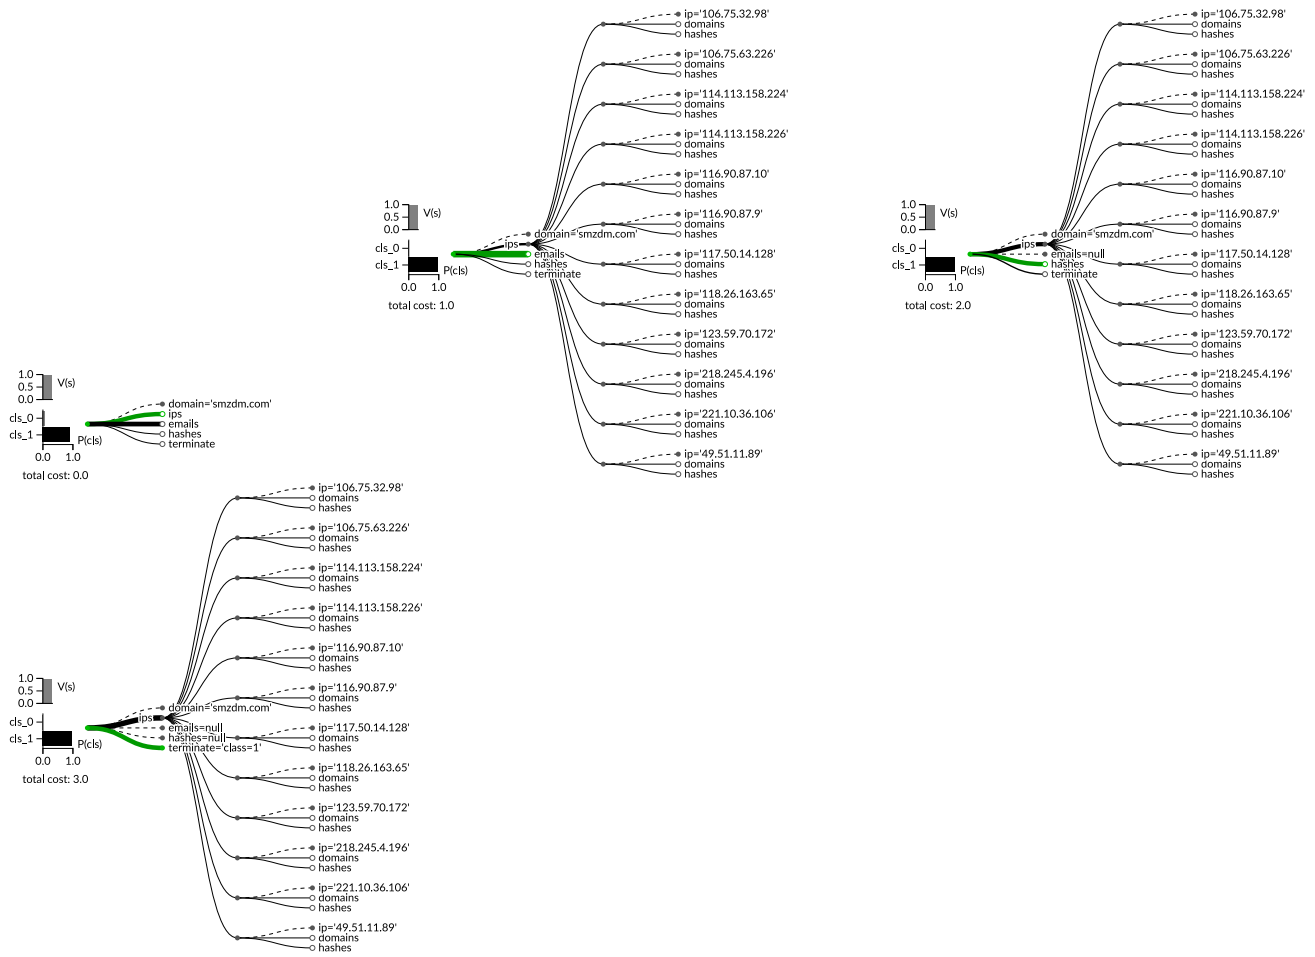 1.0
0.5
0.0
V(s)
cls_0
cls_1
P(cls)
0.0 1.0
total cost: 0.0
domain='smzdm.com'
ips
emails
hashes
terminate
1.0
0.5
0.0
V(s)
cls_0
cls_1
P(cls)
0.0 1.0
total cost: 1.0
domain='smzdm.com'
ips
emails
hashes
terminate
ip='106.75.32.98'
domains
hashes
ip='106.75.63.226'
domains
hashes
ip='114.113.158.224'
domains
hashes
ip='114.113.158.226'
domains
hashes
ip='116.90.87.10'
domains
hashes
ip='116.90.87.9'
domains
hashes
ip='117.50.14.128'
domains
hashes
ip='118.26.163.65'
domains
hashes
ip='123.59.70.172'
domains
hashes
ip='218.245.4.196'
domains
hashes
ip='221.10.36.106'
domains
hashes
ip='49.51.11.89'
domains
hashes
1.0
0.5
0.0
V(s)
cls_0
cls_1
P(cls)
0.0 1.0
total cost: 2.0
domain='smzdm.com'
ips
emails=null
hashes
terminate
ip='106.75.32.98'
domains
hashes
ip='106.75.63.226'
domains
hashes
ip='114.113.158.224'
domains
hashes
ip='114.113.158.226'
domains
hashes
ip='116.90.87.10'
domains
hashes
ip='116.90.87.9'
domains
hashes
ip='117.50.14.128'
domains
hashes
ip='118.26.163.65'
domains
hashes
ip='123.59.70.172'
domains
hashes
ip='218.245.4.196'
domains
hashes
ip='221.10.36.106'
domains
hashes
ip='49.51.11.89'
domains
hashes
1.0
0.5
0.0
V(s)
cls_0
cls_1
P(cls)
0.0 1.0
total cost: 3.0
domain='smzdm.com'
ips
emails=null
hashes=null
terminate='class=1'
ip='106.75.32.98'
domains
hashes
ip='106.75.63.226'
domains
hashes
ip='114.113.158.224'
domains
hashes
ip='114.113.158.226'
domains
hashes
ip='116.90.87.10'
domains
hashes
ip='116.90.87.9'
domains
hashes
ip='117.50.14.128'
domains
hashes
ip='118.26.163.65'
domains
hashes
ip='123.59.70.172'
domains
hashes
ip='218.245.4.196'
domains
hashes
ip='221.10.36.106'
domains
hashes
ip='49.51.11.89'
domains
hashes